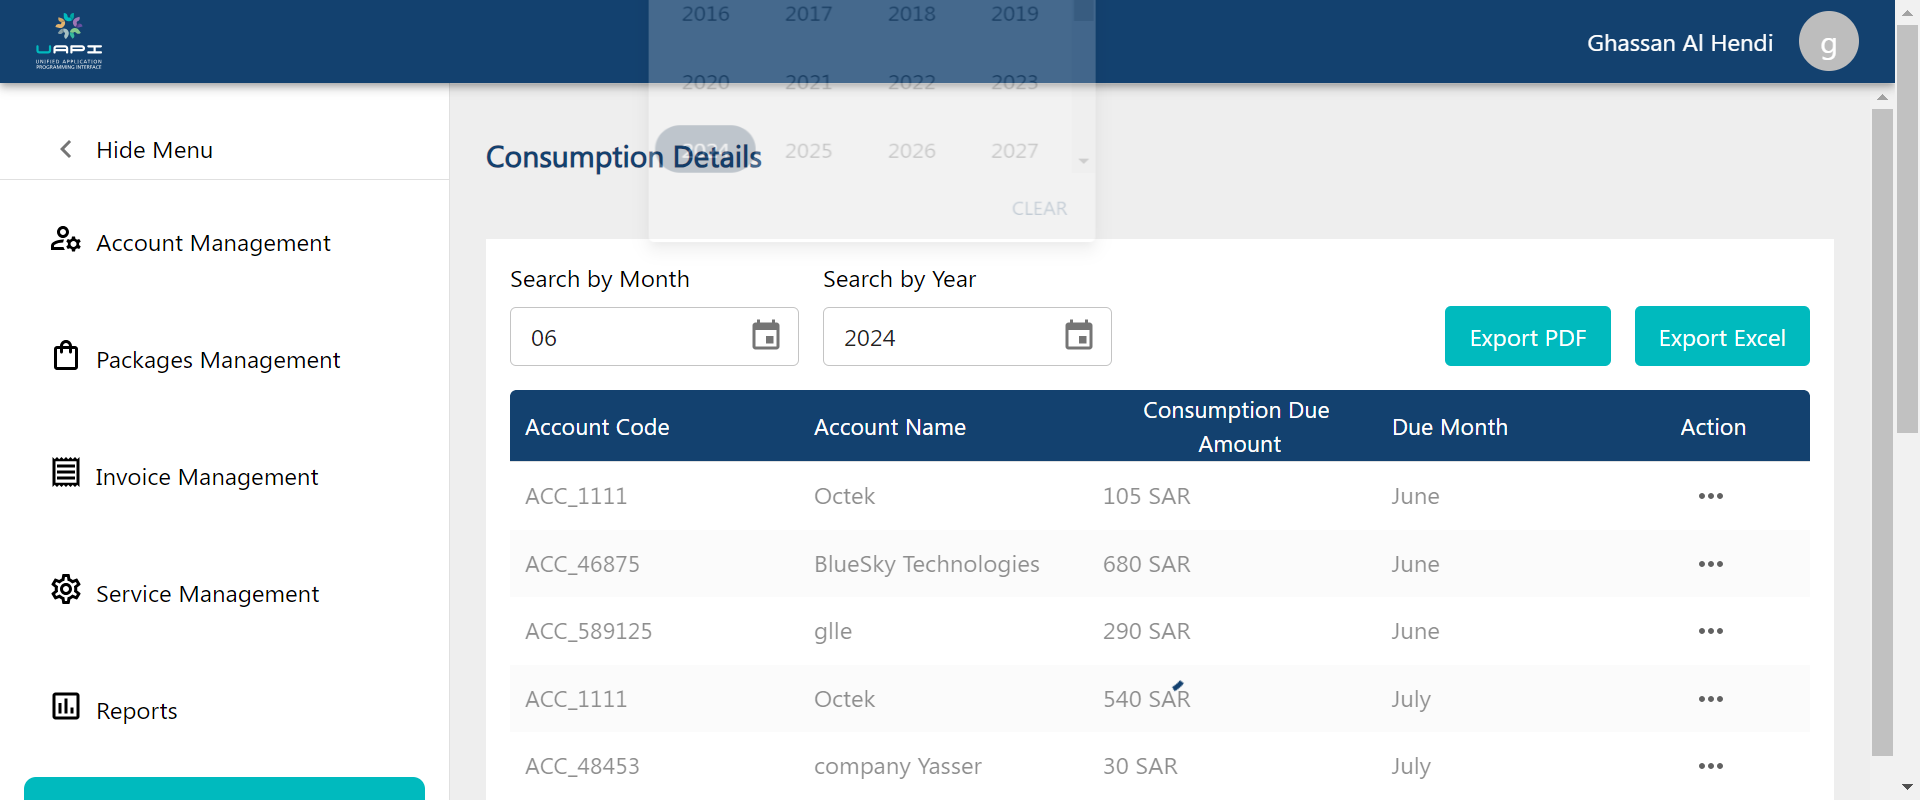 2016 2017 2018 2019
UAPI
UNIFIED APPLICATION
PROGRAMMING INTERFACE
Ghassan Al Hendi
g
2020 2021 2022 2023
Hide Menu
Consumption Details
2024 2025 2026 2027
CLEAR
Account Management
Packages Management
Invoice Management
Service Management
Reports
Search by Month
Search by Year
06
2024
Export PDF
Export Excel
Account Code Account Name Consumption Due Due Month Action
Amount
ACC_1111 Octek 105 SAR June
ACC_46875 BlueSky Technologies 680 SAR June
ACC_589125 glle 290 SAR June
ACC_1111 Octek 540 SAR July
ACC_48453 company Yasser 30 SAR July